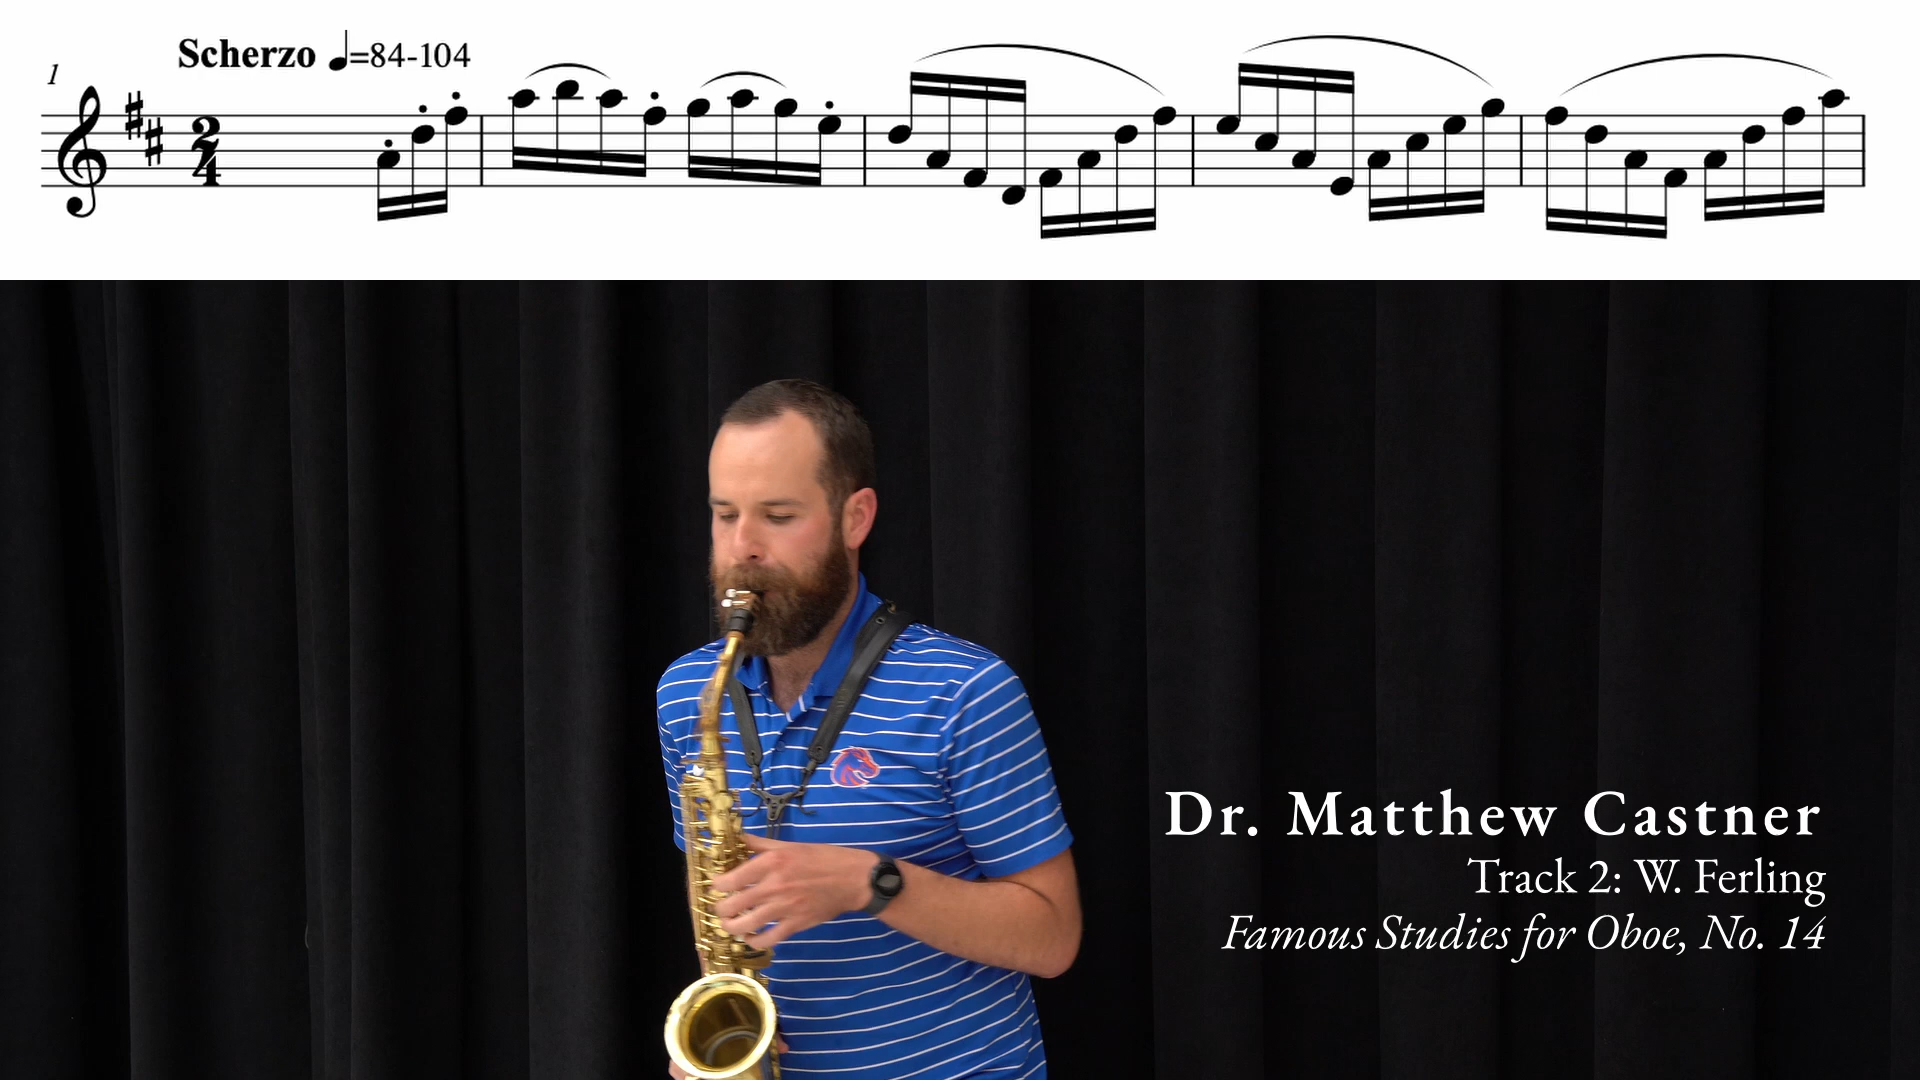 Scherzo ♩=84-104
1
2
4
Dr. Matthew Castner
Track 2: W. Ferling
Famous Studies for Oboe, No. 14